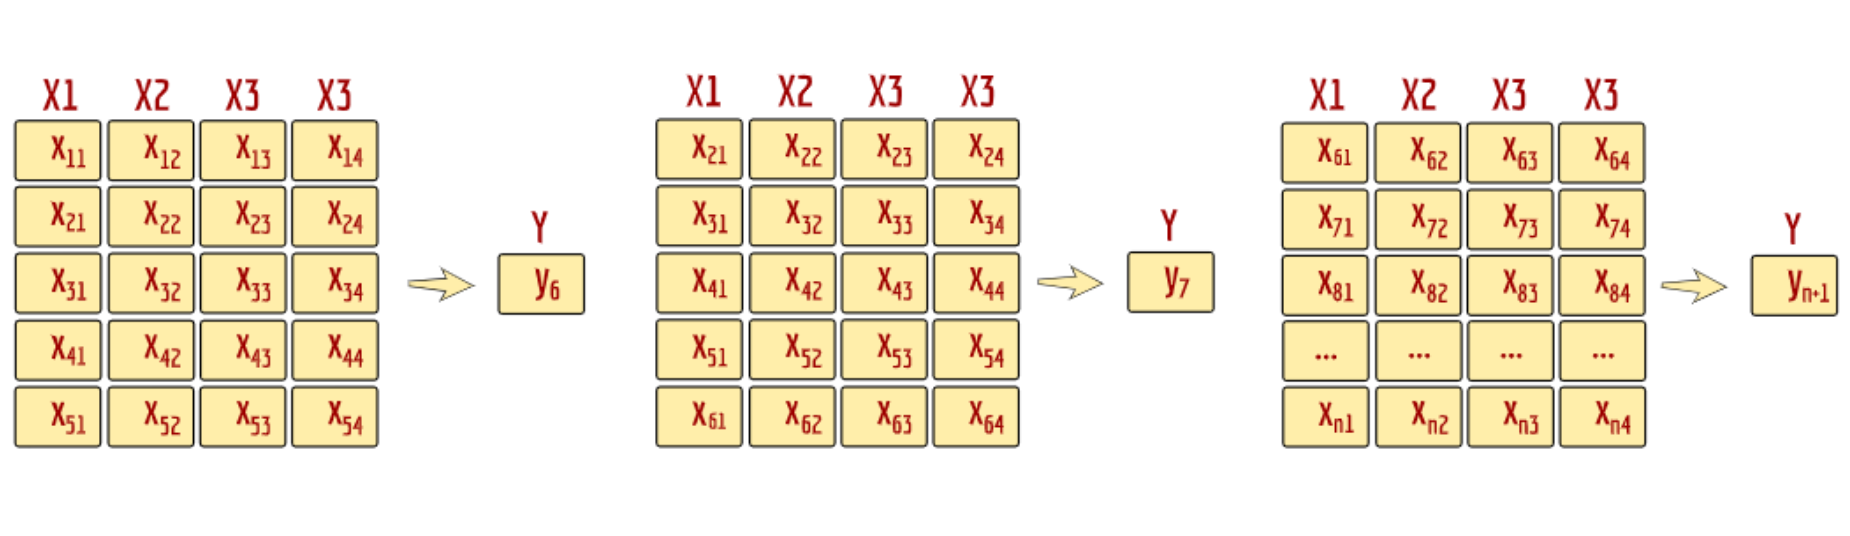 X1 X2 X3 X3
x11 x12 x13 x14
x21 x22 x23 x24
x31 x32 x33 x34
x41 x42 x43 x44
x51 x52 x53 x54
Y
y6
X1 X2 X3 X3
x21 x22 x23 x24
x31 x32 x33 x34
x41 x42 x43 x44
x51 x52 x53 x54
x61 x62 x63 x64
Y
y7
X1 X2 X3 X3
x61 x62 x63 x64
x71 x72 x73 x74
x81 x82 x83 x84
... ... ... ...
xn1 xn2 xn3 xn4
Y
yn+1